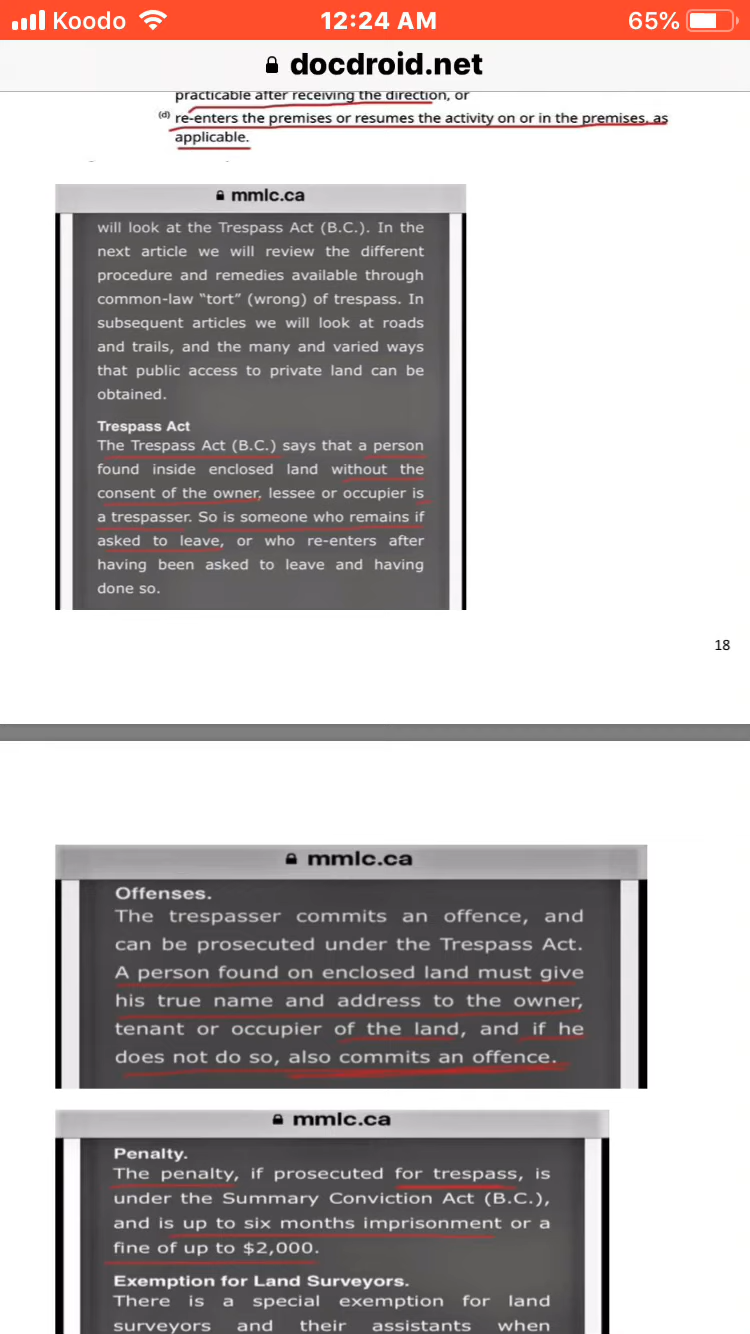 Koodo
12:24 AM
65%
docdroid.net
practicable after receiving the direction, or
(d) re-enters the premises or resumes the activity on or in the premises, as
applicable.
mmlc.ca
will look at the Trespass Act (B.C.). In the
next article we will review the different
procedure and remedies available through
common-law “tort” (wrong) of trespass. In
subsequent articles we will look at roads
and trails, and the many and varied ways
that public access to private land can be
obtained.
Trespass Act
The Trespass Act (B.C.) says that a person
found inside enclosed land without the
consent of the owner, lessee or occupier is
a trespasser. So is someone who remains if
asked to leave, or who re-enters after
having been asked to leave and having
done so.
18
mmlc.ca
Offenses.
The trespasser commits an offence, and
can be prosecuted under the Trespass Act.
A person found on enclosed land must give
his true name and address to the owner,
tenant or occupier of the land, and if he
does not do so, also commits an offence.
mmlc.ca
Penalty.
The penalty, if prosecuted for trespass, is
under the Summary Conviction Act (B.C.),
and is up to six months imprisonment or a
fine of up to $2,000.
Exemption for Land Surveyors.
There is a special exemption for land
surveyors and their assistants when